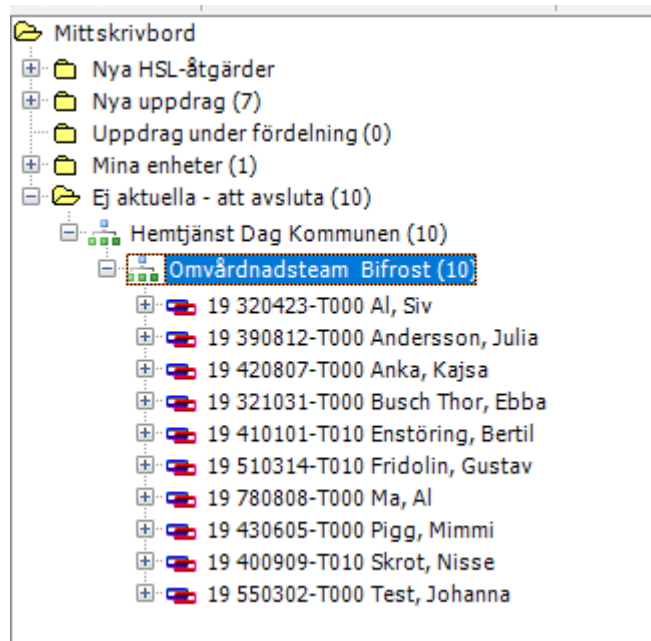 Mittskrivbord
Nya HSL-åtgärder
Nya uppdrag (7)
Uppdrag under fördelning (0)
Mina enheter (1)
Ej aktuella - att avsluta (10)
Hemtjänst Dag Kommunen (10)
Omvårdnadsteam Bifrost (10)
19 320423-T000 Al, Siv
19 390812-T000 Andersson, Julia
19 420807-T000 Anka, Kajsa
19 321031-T000 Busch Thor, Ebba
19 410101-T010 Enstöring, Bertil
19 510314-T010 Fridolin, Gustav
19 780808-T000 Ma, Al
19 430605-T000 Pigg, Mimmi
19 400909-T010 Skrot, Nisse
19 550302-T000 Test, Johanna